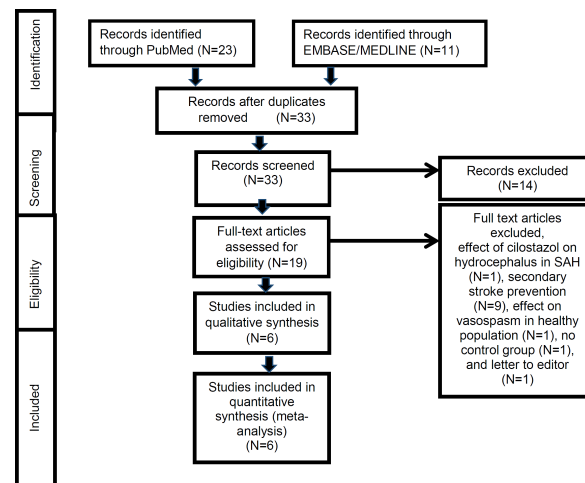 Identification
Records identified
through PubMed (N=23)
Records identified through
EMBASE/MEDLINE (N=11)
Records after duplicates
removed (N=33)
Screening
Records screened
(N=33)
Records excluded
(N=14)
Eligibility
Full-text articles
assessed for
eligibility (N=19)
Full text articles
excluded,
effect of cilostazol on
hydrocephalus in SAH
(N=1), secondary
stroke prevention
(N=9), effect on
vasospasm in healthy
population (N=1), no
control group (N=1),
and letter to editor
(N=1)
Studies included in
qualitative synthesis
(N=6)
Included
Studies included in
quantitative
synthesis (meta-
analysis)
(N=6)